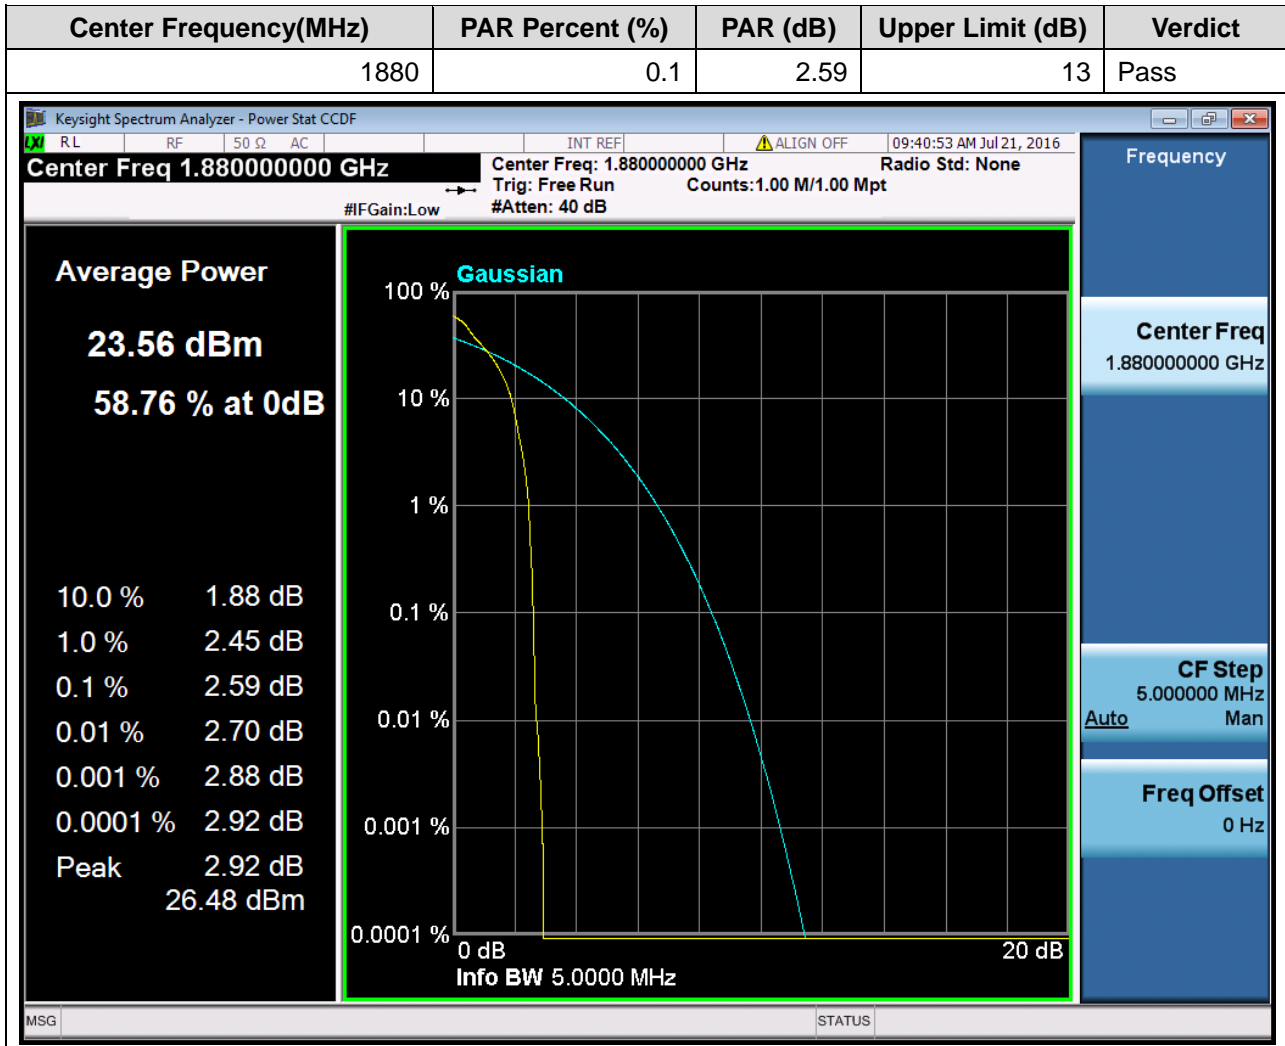 Center Frequency(MHz) PAR Percent (%) PAR (dB) Upper Limit (dB) Verdict
1880 0.1 2.59 13 Pass
Keysight Spectrum Analyzer - Power Stat CCDF
LXI RL RF 50 Ω AC INT REF ALIGN OFF 09:40:53 AM Jul 21, 2016
Center Freq 1.880000000 GHz
#IFGain:Low
Center Freq: 1.880000000 GHz Radio Std: None
Trig: Free Run Counts:1.00 M/1.00 Mpt
#Atten: 40 dB
Average Power
23.56 dBm
58.76 % at 0dB
10.0 % 1.88 dB
1.0 % 2.45 dB
0.1 % 2.59 dB
0.01 % 2.70 dB
0.001 % 2.88 dB
0.0001 % 2.92 dB
Peak 2.92 dB
26.48 dBm
Gaussian
100 %
10 %
1 %
0.1 %
0.01 %
0.001 %
0.0001 %
0 dB 20 dB
Info BW 5.0000 MHz
Frequency
Center Freq
1.880000000 GHz
CF Step
5.000000 MHz
Auto Man
Freq Offset
0 Hz
MSG STATUS